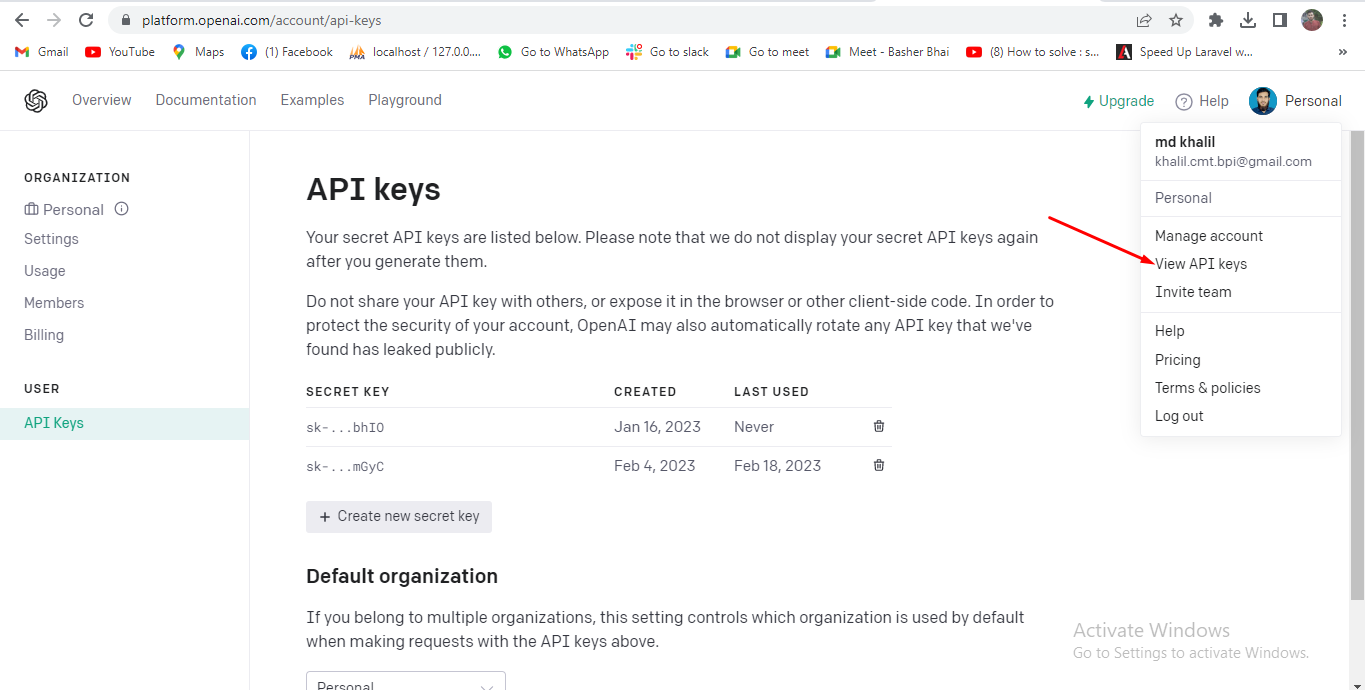 platform.openai.com/account/api-keys
Gmail YouTube Maps (1) Facebook localhost / 127.0.0.... Go to WhatsApp Go to slack Go to meet Meet - Basher Bhai (8) How to solve : s... Speed Up Laravel w... »
Overview Documentation Examples Playground Upgrade Help Personal
md khalil
khalil.cmt.bpi@gmail.com
Personal
Manage account
View API keys
Invite team
Help
Pricing
Terms & policies
Log out
ORGANIZATION
Personal
Settings
Usage
Members
Billing
USER
API Keys
API keys
Your secret API keys are listed below. Please note that we do not display your secret API keys again
after you generate them.
Do not share your API key with others, or expose it in the browser or other client-side code. In order to
protect the security of your account, OpenAI may also automatically rotate any API key that we've
found has leaked publicly.
SECRET KEY CREATED LAST USED
sk-...bhIO Jan 16, 2023 Never
sk-...mGyC Feb 4, 2023 Feb 18, 2023
+ Create new secret key
Default organization
If you belong to multiple organizations, this setting controls which organization is used by default
when making requests with the API keys above.
Personal
Activate Windows
Go to Settings to activate Windows.